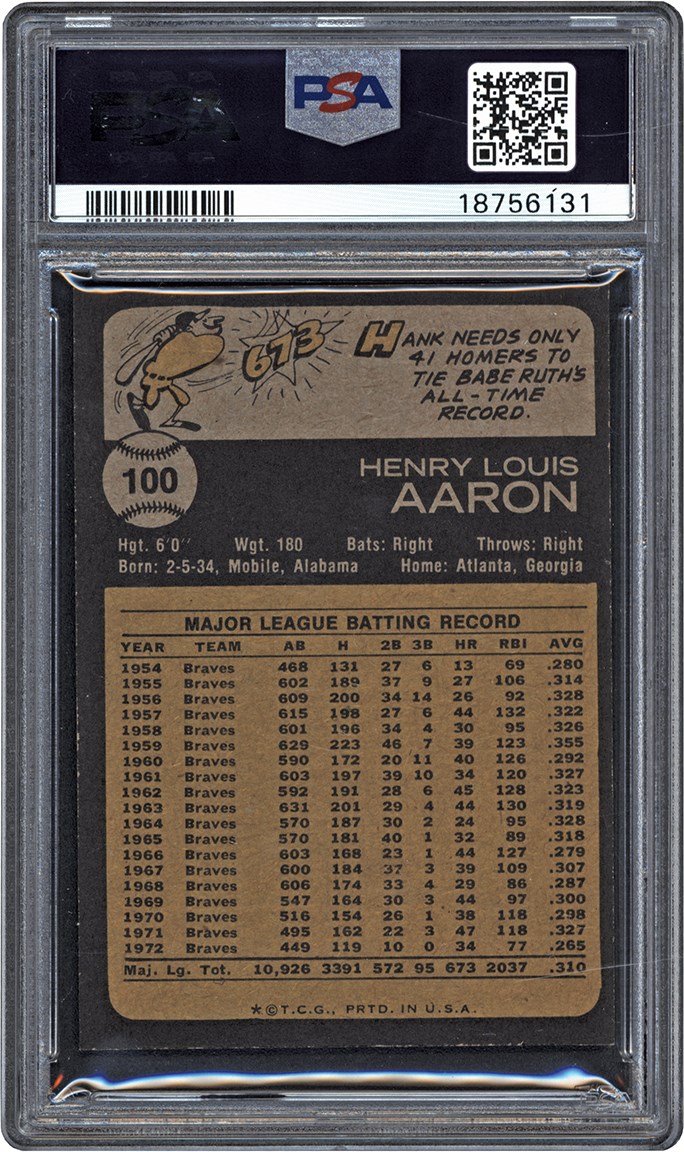 PSA
PSA
18756131
673
HANK NEEDS ONLY
41 HOMERS TO
TIE BABE RUTH'S
ALL-TIME
RECORD.
100
HENRY LOUIS
AARON
Hgt. 6'0" Wgt. 180 Bats: Right Throws: Right
Born: 2-5-34, Mobile, Alabama Home: Atlanta, Georgia
MAJOR LEAGUE BATTING RECORD
YEAR TEAM AB H 2B 3B HR RBI AVG
1954 Braves 468 131 27 6 13 69 .280
1955 Braves 602 189 37 9 27 106 .314
1956 Braves 609 200 34 14 26 92 .328
1957 Braves 615 198 27 6 44 132 .322
1958 Braves 601 196 34 4 30 95 .326
1959 Braves 629 223 46 7 39 123 .355
1960 Braves 590 172 20 11 40 126 .292
1961 Braves 603 197 39 10 34 120 .327
1962 Braves 592 191 28 6 45 128 .323
1963 Braves 631 201 29 4 44 130 .319
1964 Braves 570 187 30 2 24 95 .328
1965 Braves 570 181 40 1 32 89 .318
1966 Braves 603 168 23 1 44 127 .279
1967 Braves 600 184 37 3 39 109 .307
1968 Braves 606 174 33 4 29 86 .287
1969 Braves 547 164 30 3 44 97 .300
1970 Braves 516 154 26 1 38 118 .298
1971 Braves 495 162 22 3 47 118 .327
1972 Braves 449 119 10 0 34 77 .265
Maj. Lg. Tot. 10,926 3391 572 95 673 2037 .310
*©T.C.G., PRTD. IN U.S.A.